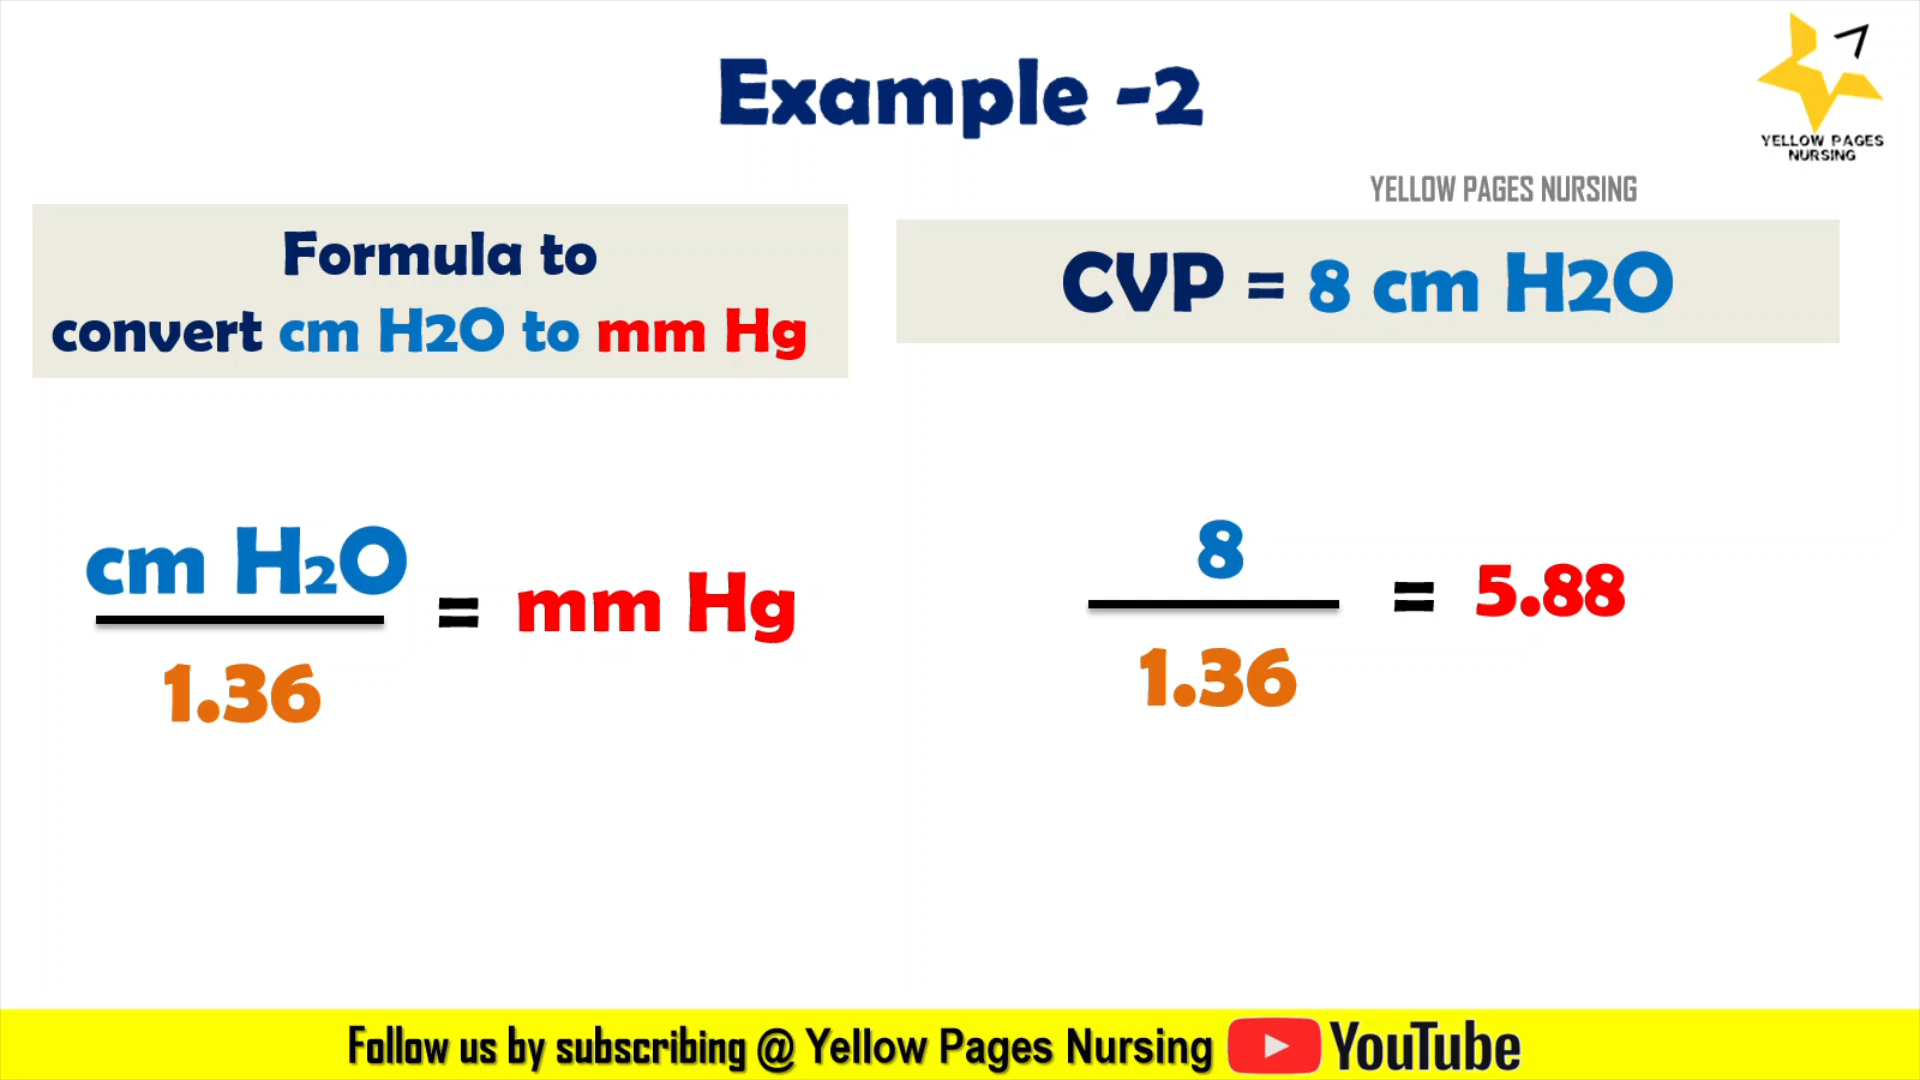 Example -2
YELLOW PAGES
NURSING
YELLOW PAGES NURSING
Formula to
convert cm H2O to mm Hg
CVP = 8 cm H2O
cm H2O
1.36
= mm Hg
8
1.36
= 5.88
Follow us by subscribing @ Yellow Pages Nursing YouTube